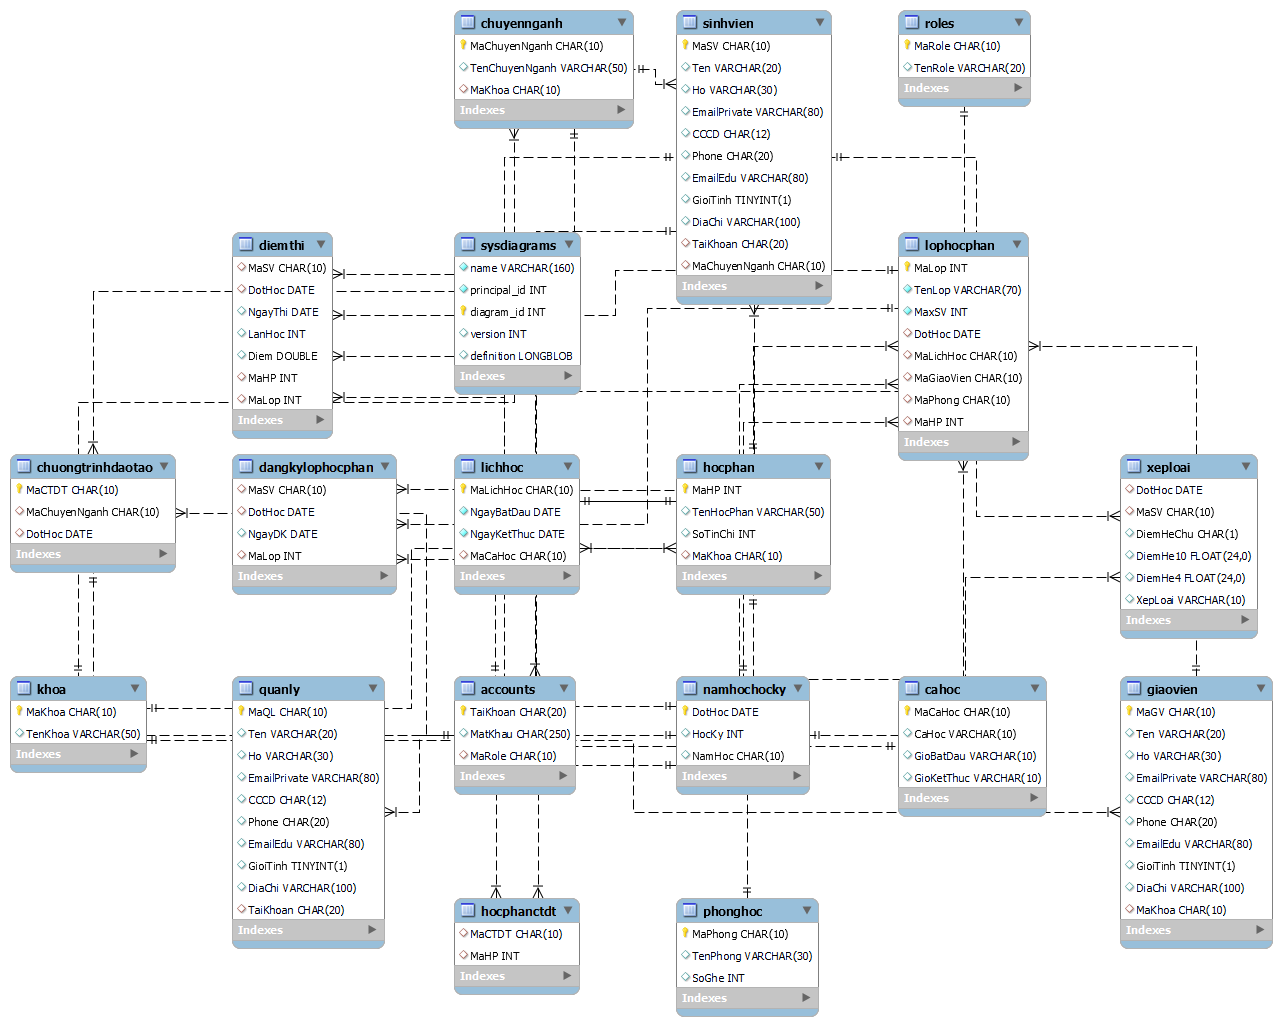 chuyennganh
MaChuyenNganh CHAR(10)
TenChuyenNganh VARCHAR(50)
MaKhoa CHAR(10)
Indexes
sinhvien
MaSV CHAR(10)
Ten VARCHAR(20)
Ho VARCHAR(30)
EmailPrivate VARCHAR(80)
CCCD CHAR(12)
Phone CHAR(20)
EmailEdu VARCHAR(80)
GioiTinh TINYINT(1)
DiaChi VARCHAR(100)
TaiKhoan CHAR(20)
MaChuyenNganh CHAR(10)
Indexes
roles
MaRole CHAR(10)
TenRole VARCHAR(20)
Indexes
diemthi
MaSV CHAR(10)
DotHoc DATE
NgayThi DATE
LanHoc INT
Diem DOUBLE
MaHP INT
MaLop INT
Indexes
sysdiagrams
name VARCHAR(160)
principal_id INT
diagram_id INT
version INT
definition LONGBLOB
Indexes
lophocphan
MaLop INT
TenLop VARCHAR(70)
MaxSV INT
DotHoc DATE
MaLichHoc CHAR(10)
MaGiaoVien CHAR(10)
MaPhong CHAR(10)
MaHP INT
Indexes
chuongtrinhdaotao
MaCTDT CHAR(10)
MaChuyenNganh CHAR(10)
DotHoc DATE
Indexes
dangkylophocphan
MaSV CHAR(10)
DotHoc DATE
NgayDK DATE
MaLop INT
Indexes
lichhoc
MaLichHoc CHAR(10)
NgayBatDau DATE
NgayKetThuc DATE
MaCaHoc CHAR(10)
Indexes
hocphan
MaHP INT
TenHocPhan VARCHAR(50)
SoTinChi INT
MaKhoa CHAR(10)
Indexes
xeploai
DotHoc DATE
MaSV CHAR(10)
DiemHeChu CHAR(1)
DiemHe10 FLOAT(24,0)
DiemHe4 FLOAT(24,0)
XepLoai VARCHAR(10)
Indexes
khoa
MaKhoa CHAR(10)
TenKhoa VARCHAR(50)
Indexes
quanly
MaQL CHAR(10)
Ten VARCHAR(20)
Ho VARCHAR(30)
EmailPrivate VARCHAR(80)
CCCD CHAR(12)
Phone CHAR(20)
EmailEdu VARCHAR(80)
GioiTinh TINYINT(1)
DiaChi VARCHAR(100)
TaiKhoan CHAR(20)
Indexes
accounts
TaiKhoan CHAR(20)
MatKhau CHAR(250)
MaRole CHAR(10)
Indexes
namhochocky
DotHoc DATE
HocKy INT
NamHoc CHAR(10)
Indexes
cahoc
MaCaHoc CHAR(10)
CaHoc VARCHAR(10)
GioBatDau VARCHAR(10)
GioKetThuc VARCHAR(10)
Indexes
giaovien
MaGV CHAR(10)
Ten VARCHAR(20)
Ho VARCHAR(30)
EmailPrivate VARCHAR(80)
CCCD CHAR(12)
Phone CHAR(20)
EmailEdu VARCHAR(80)
GioiTinh TINYINT(1)
DiaChi VARCHAR(100)
MaKhoa CHAR(10)
Indexes
hocphanctdt
MaCTDT CHAR(10)
MaHP INT
Indexes
phonghoc
MaPhong CHAR(10)
TenPhong VARCHAR(30)
SoGhe INT
Indexes